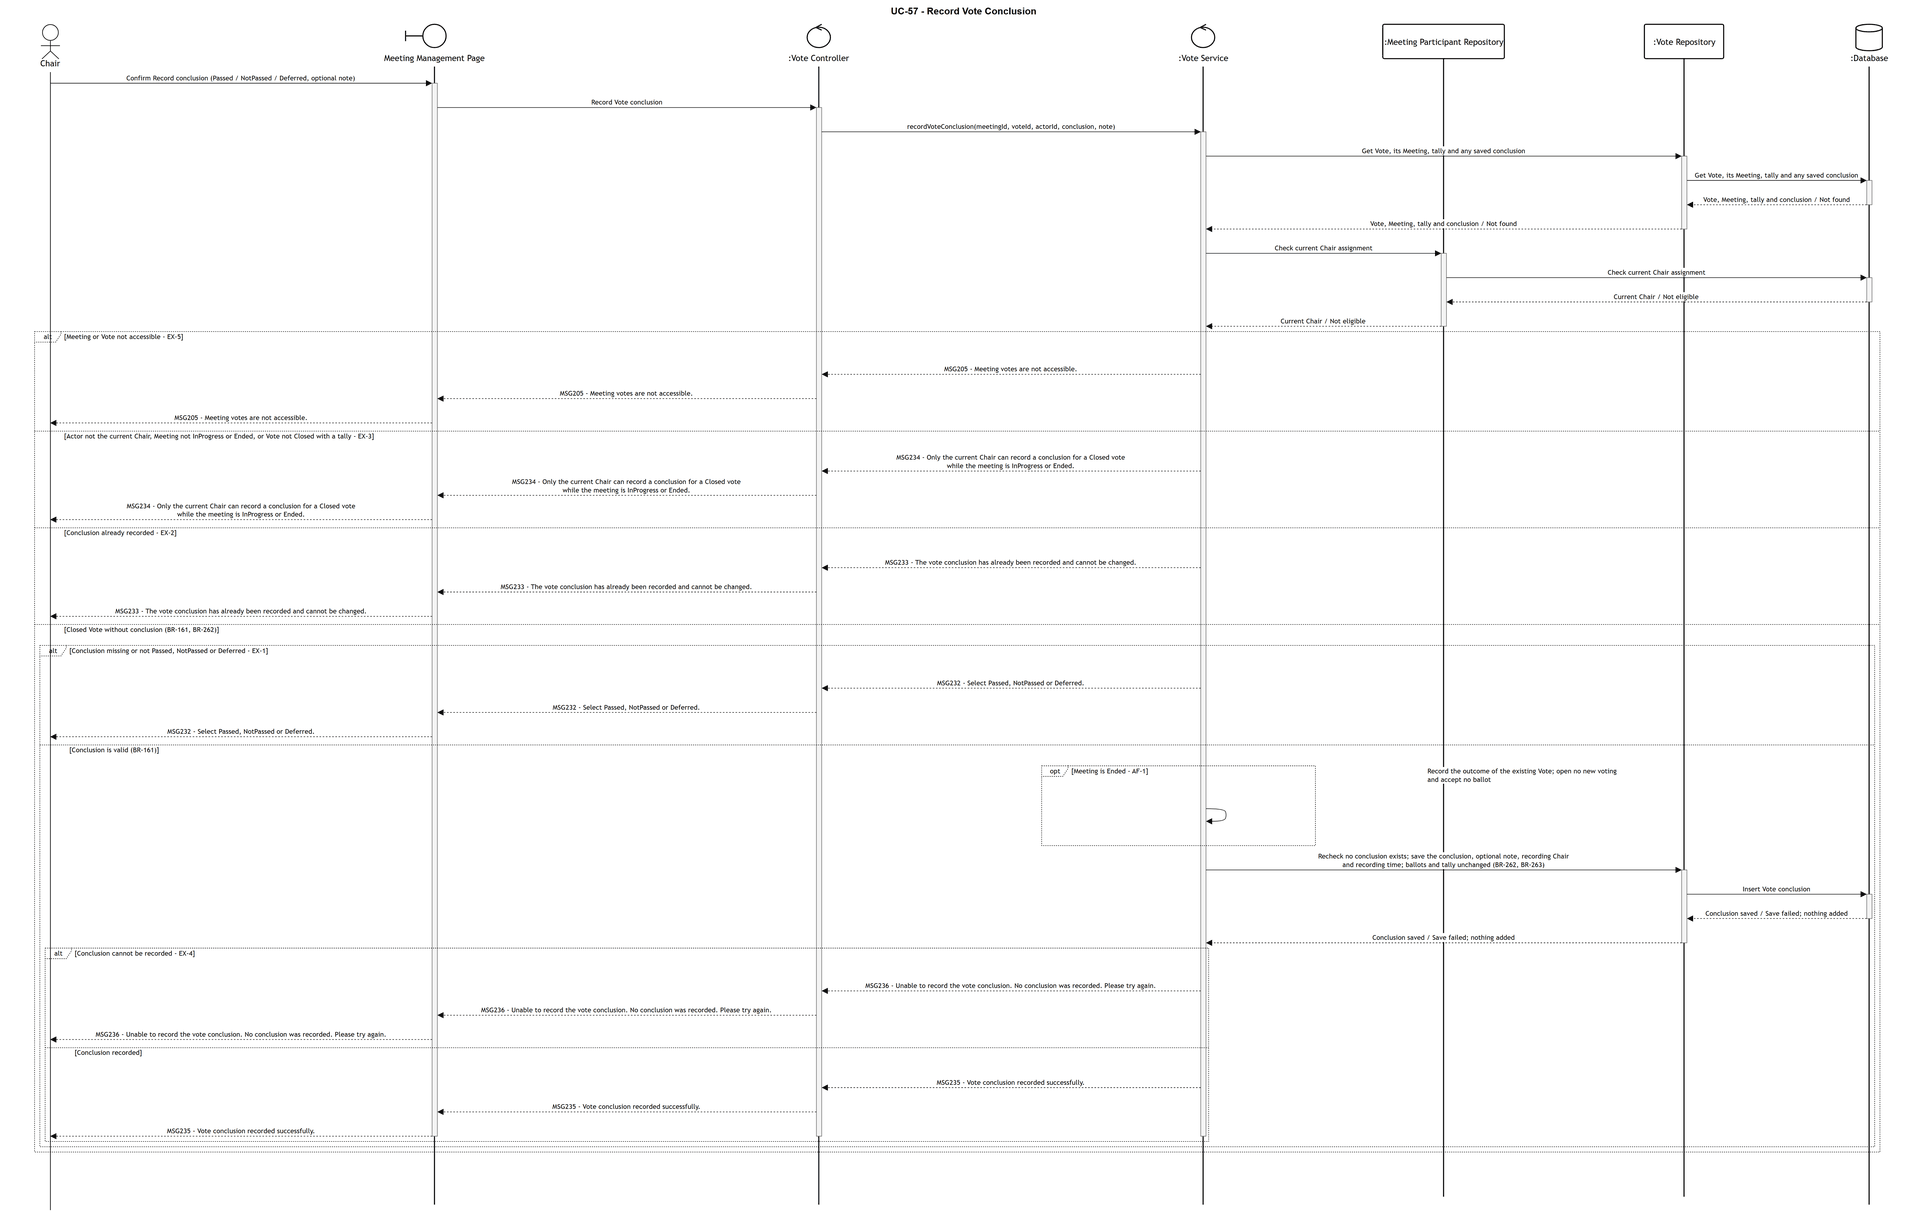 UC-57 - Record Vote Conclusion
Chair
Meeting Management Page
:Vote Controller
:Vote Service
:Meeting Participant Repository
:Vote Repository
:Database
Confirm Record conclusion (Passed / NotPassed / Deferred, optional note)
Record Vote conclusion
recordVoteConclusion(meetingId, voteId, actorId, conclusion, note)
Get Vote, its Meeting, tally and any saved conclusion
Get Vote, its Meeting, tally and any saved conclusion
Vote, Meeting, tally and conclusion / Not found
Vote, Meeting, tally and conclusion / Not found
Check current Chair assignment
Check current Chair assignment
Current Chair / Not eligible
Current Chair / Not eligible
alt
[Meeting or Vote not accessible - EX-5]
MSG205 - Meeting votes are not accessible.
MSG205 - Meeting votes are not accessible.
MSG205 - Meeting votes are not accessible.
[Actor not the current Chair, Meeting not InProgress or Ended, or Vote not Closed with a tally - EX-3]
MSG234 - Only the current Chair can record a conclusion for a Closed vote
while the meeting is InProgress or Ended.
MSG234 - Only the current Chair can record a conclusion for a Closed vote
while the meeting is InProgress or Ended.
MSG234 - Only the current Chair can record a conclusion for a Closed vote
while the meeting is InProgress or Ended.
[Conclusion already recorded - EX-2]
MSG233 - The vote conclusion has already been recorded and cannot be changed.
MSG233 - The vote conclusion has already been recorded and cannot be changed.
MSG233 - The vote conclusion has already been recorded and cannot be changed.
[Closed Vote without conclusion (BR-161, BR-262)]
alt
[Conclusion missing or not Passed, NotPassed or Deferred - EX-1]
MSG232 - Select Passed, NotPassed or Deferred.
MSG232 - Select Passed, NotPassed or Deferred.
MSG232 - Select Passed, NotPassed or Deferred.
[Conclusion is valid (BR-161)]
opt
[Meeting is Ended - AF-1]
Record the outcome of the existing Vote; open no new voting
and accept no ballot
Recheck no conclusion exists; save the conclusion, optional note, recording Chair
and recording time; ballots and tally unchanged (BR-262, BR-263)
Insert Vote conclusion
Conclusion saved / Save failed; nothing added
Conclusion saved / Save failed; nothing added
alt
[Conclusion cannot be recorded - EX-4]
MSG236 - Unable to record the vote conclusion. No conclusion was recorded. Please try again.
MSG236 - Unable to record the vote conclusion. No conclusion was recorded. Please try again.
MSG236 - Unable to record the vote conclusion. No conclusion was recorded. Please try again.
[Conclusion recorded]
MSG235 - Vote conclusion recorded successfully.
MSG235 - Vote conclusion recorded successfully.
MSG235 - Vote conclusion recorded successfully.